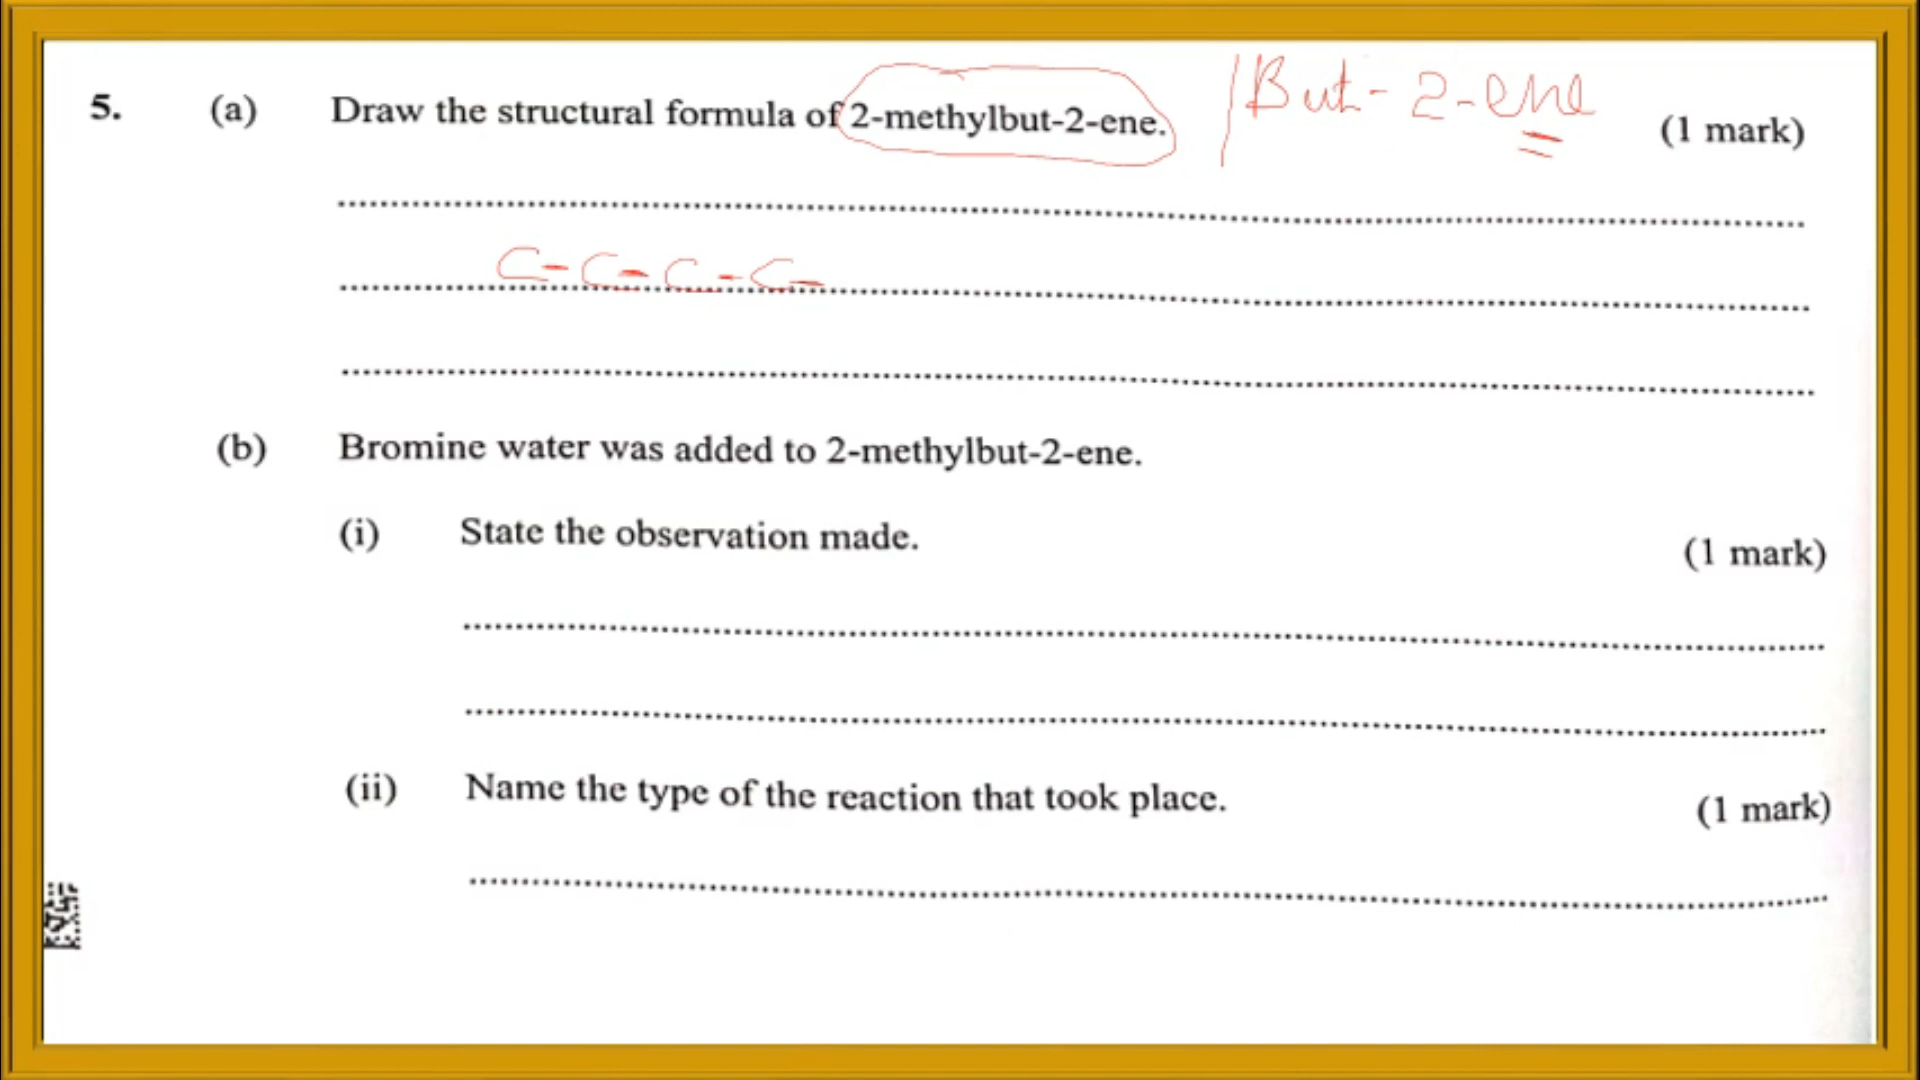 5. (a) Draw the structural formula of 2-methylbut-2-ene. But-2-ene (1 mark)
C-C-C-C-
(b) Bromine water was added to 2-methylbut-2-ene.
(i) State the observation made. (1 mark)
(ii) Name the type of the reaction that took place. (1 mark)